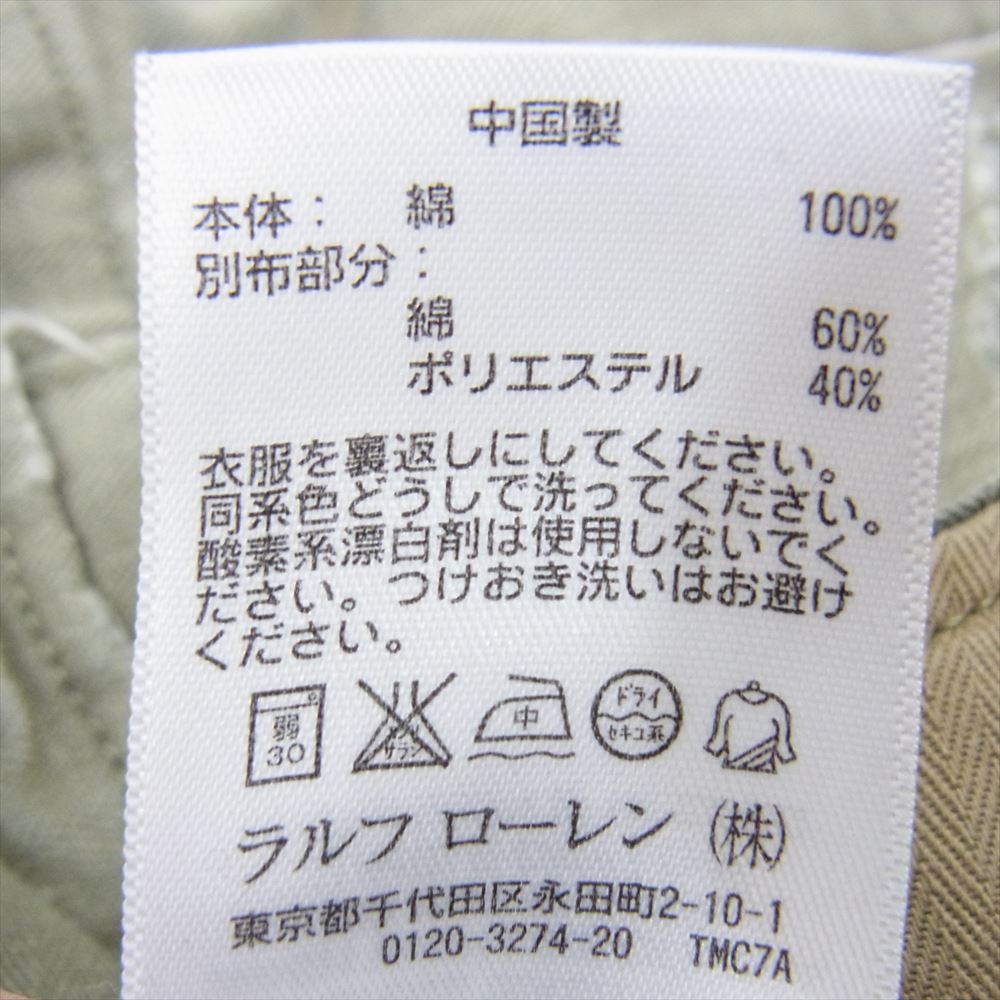 中国製
本体： 綿 100%
別布部分：
綿 60%
ポリエステル 40%
衣服を裏返しにしてください。
同系色どうしで洗ってください。
酸素系漂白剤は使用しないでく
ださい。つけおき洗いはお避け
ください。
弱 30 エンソ サラシ 中 ドライ セキユ系
ラルフ ローレン（株）
東京都千代田区永田町2-10-1
0120-3274-20 TMC7A